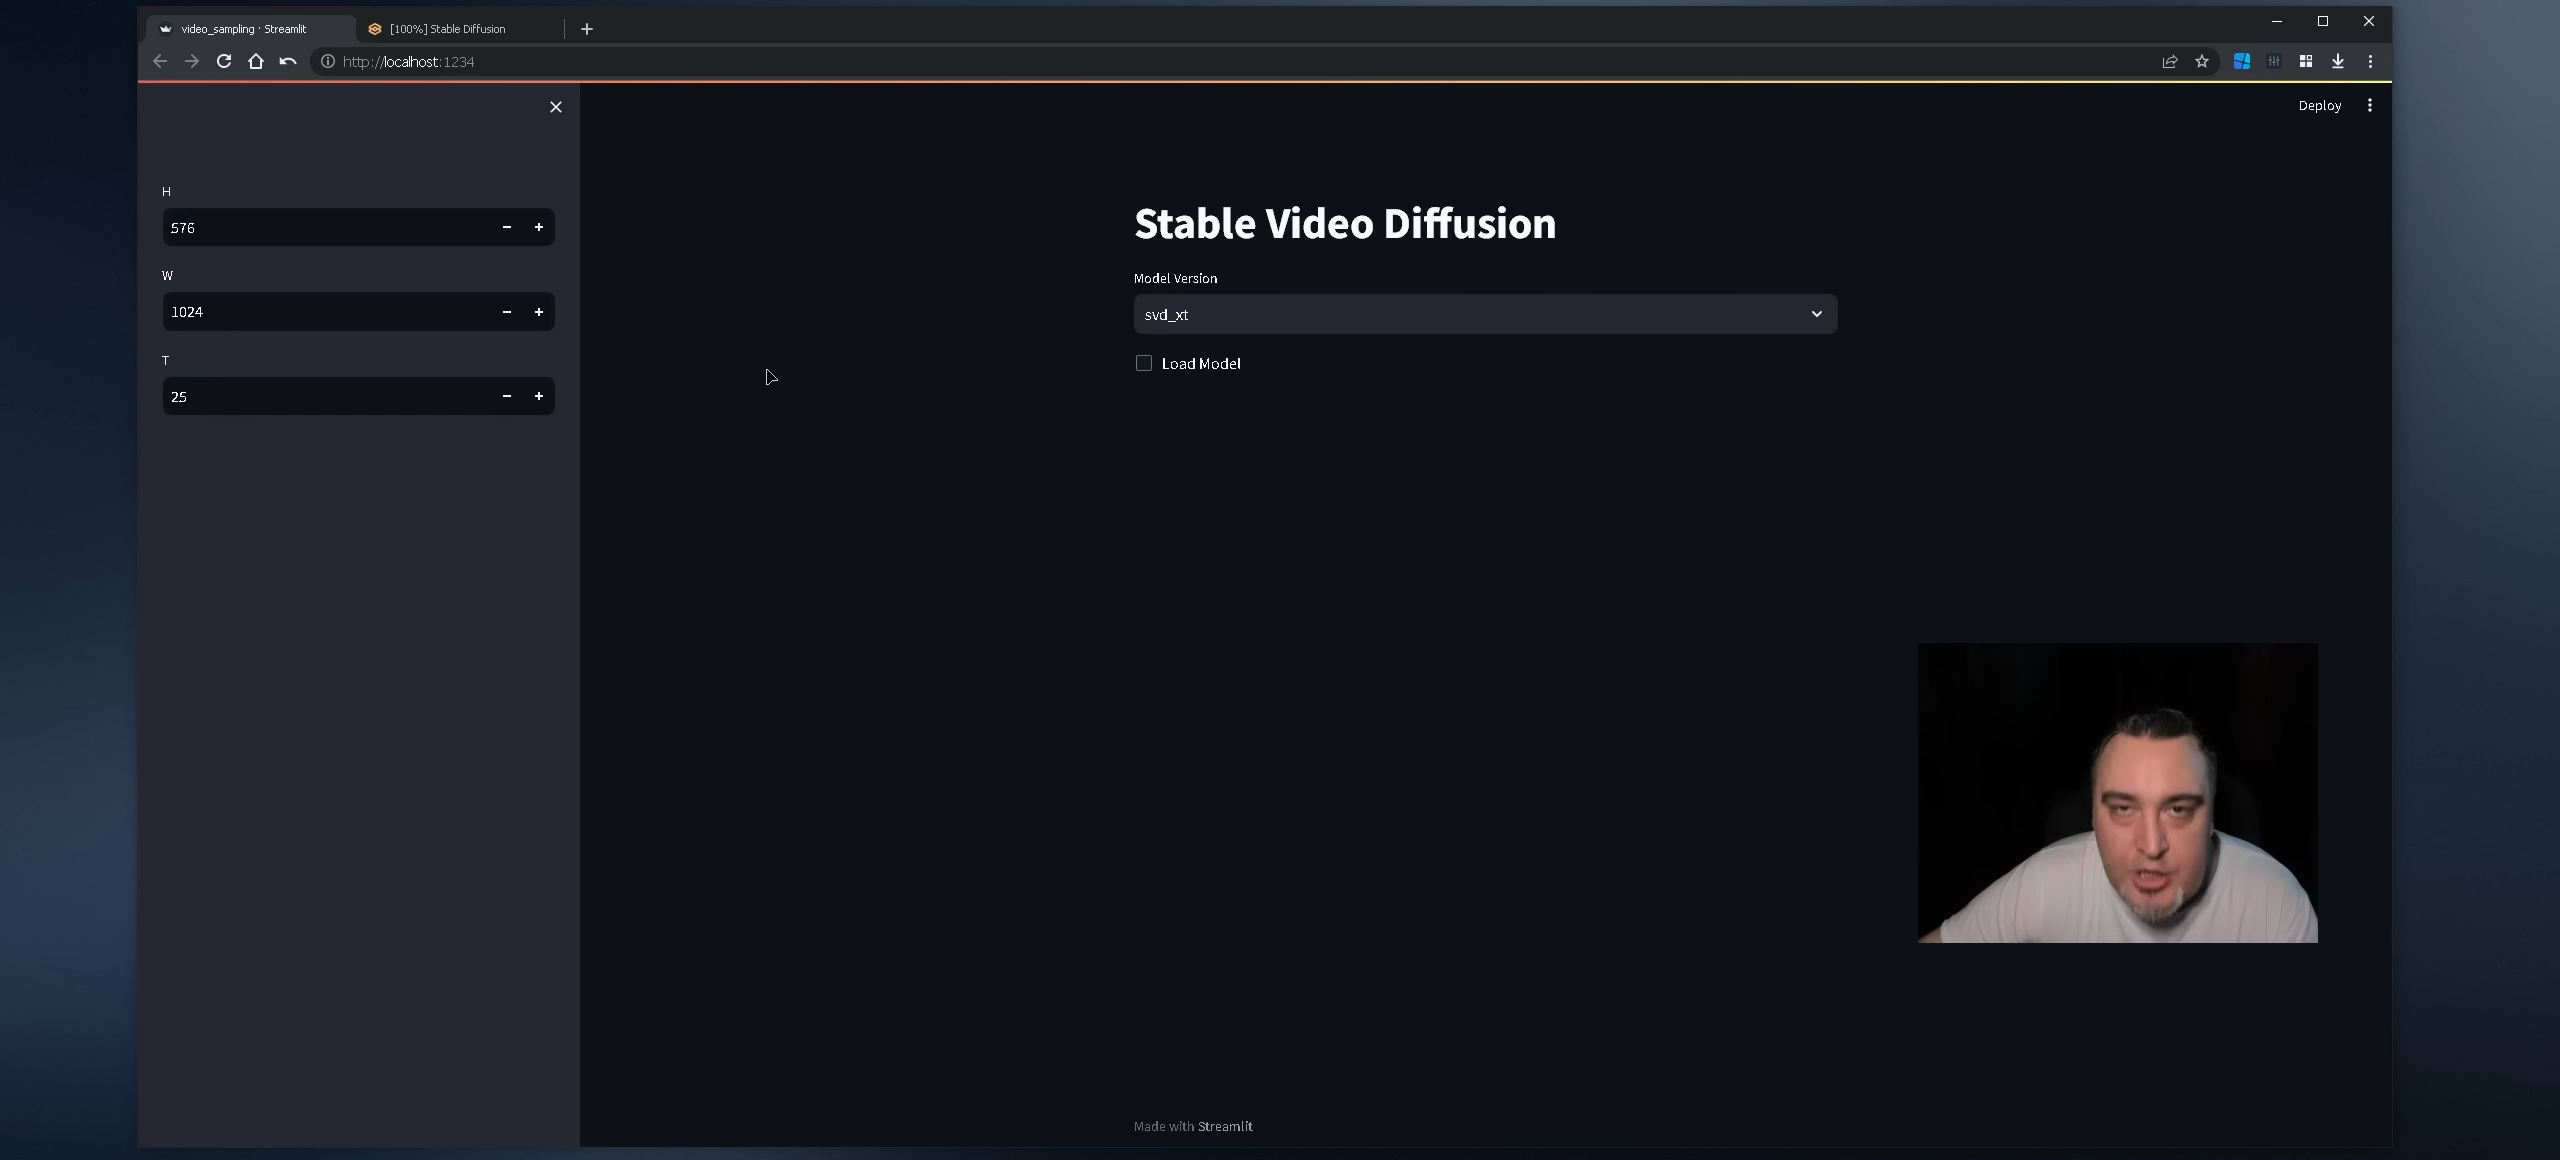 video_sampling · Streamlit
[100%] Stable Diffusion
http://localhost:1234
Deploy
H
576
W
1024
T
25
Stable Video Diffusion
Model Version
svd_xt
Load Model
Made with Streamlit